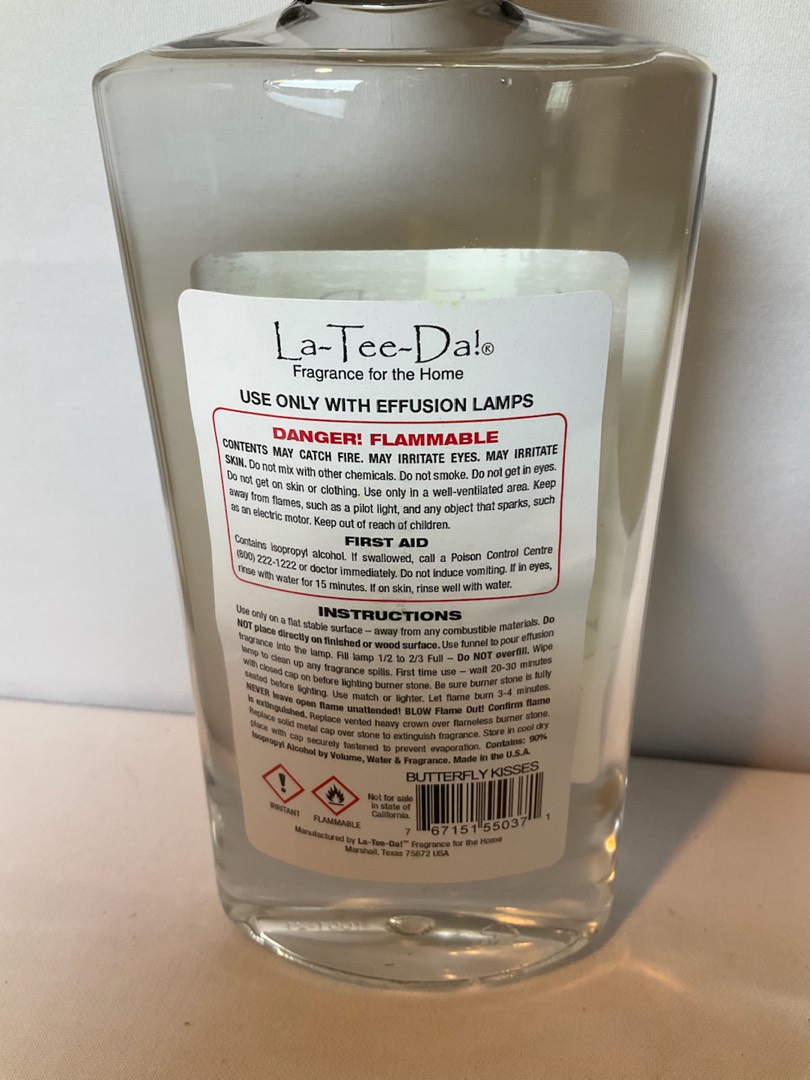 La-Tee-Da!®
Fragrance for the Home
USE ONLY WITH EFFUSION LAMPS
DANGER! FLAMMABLE
CONTENTS MAY CATCH FIRE. MAY IRRITATE EYES. MAY IRRITATE
SKIN. Do not mix with other chemicals. Do not smoke. Do not get in eyes.
Do not get on skin or clothing. Use only in a well-ventilated area. Keep
away from flames, such as a pilot light, and any object that sparks, such
as an electric motor. Keep out of reach of children.
FIRST AID
Contains isopropyl alcohol. If swallowed, call a Poison Control Centre
(800) 222-1222 or doctor immediately. Do not induce vomiting. If in eyes,
rinse with water for 15 minutes. If on skin, rinse well with water.
INSTRUCTIONS
Use only on a flat stable surface – away from any combustible materials. Do
NOT place directly on finished or wood surface. Use funnel to pour effusion
fragrance into the lamp. Fill lamp 1/2 to 2/3 Full – Do NOT overfill. Wipe
lamp to clean up any fragrance spills. First time use – wait 20-30 minutes
with closed cap on before lighting burner stone. Be sure burner stone is fully
seated before lighting. Use match or lighter. Let flame burn 3-4 minutes.
NEVER leave open flame unattended! BLOW Flame Out! Confirm flame
is extinguished. Replace vented heavy crown over flameless burner stone.
Replace solid metal cap over stone to extinguish fragrance. Store in cool dry
place with cap securely fastened to prevent evaporation. Contains: 90%
Isopropyl Alcohol by Volume, Water & Fragrance. Made in the U.S.A.
BUTTERFLY KISSES
IRRITANT
FLAMMABLE
Not for sale
in state of
California.
7 67151 55037 1
Manufactured by La-Tee-Da!™ Fragrance for the Home
Marshall, Texas 75672 USA